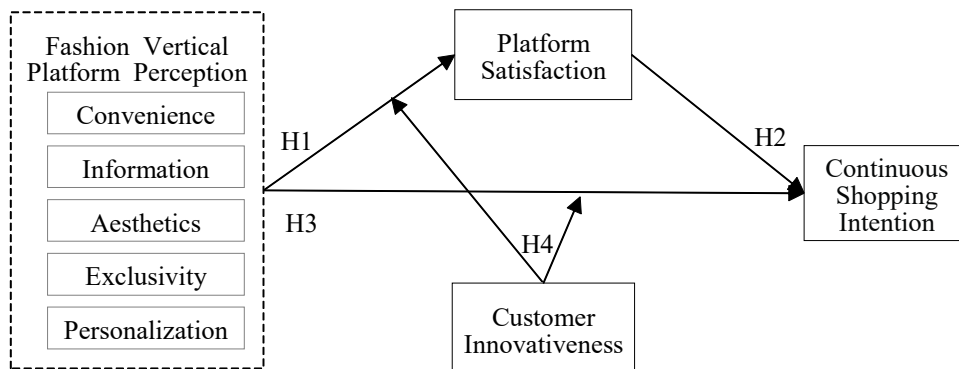 Fashion Vertical
Platform Perception
Convenience
Information
Aesthetics
Exclusivity
Personalization
H1
H3
Platform
Satisfaction
H2
H4
Continuous
Shopping
Intention
Customer
Innovativeness